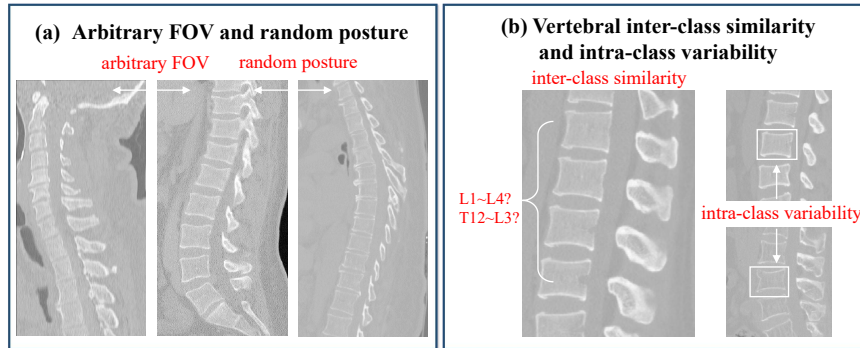 (a) Arbitrary FOV and random posture
arbitrary FOV
random posture
(b) Vertebral inter-class similarity
and intra-class variability
inter-class similarity
L1~L4?
T12~L3?
intra-class variability